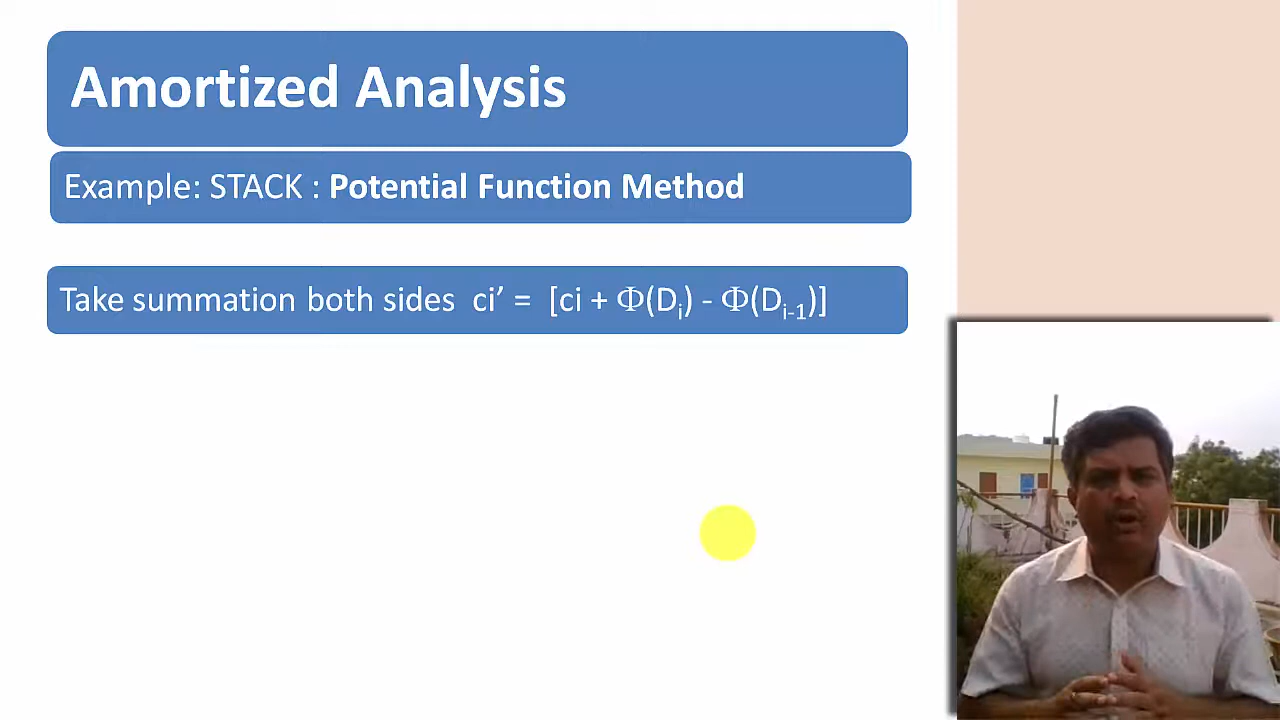 Amortized Analysis
Example: STACK : Potential Function Method
Take summation both sides ci’ = [ci + Φ(Dᵢ) - Φ(Dᵢ₋₁)]